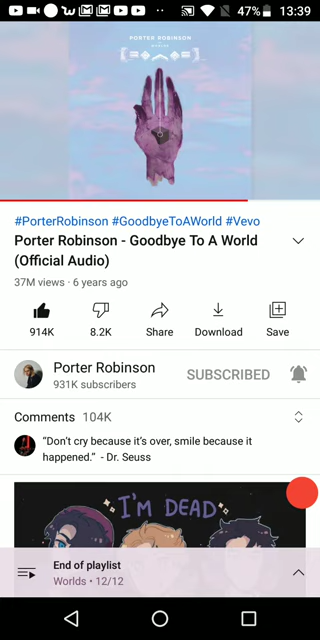 47% 13:39
PORTER ROBINSON
WORLDS
#PorterRobinson #GoodbyeToAWorld #Vevo
Porter Robinson - Goodbye To A World
(Official Audio)
37M views · 6 years ago
914K 8.2K Share Download Save
Porter Robinson
931K subscribers
SUBSCRIBED
Comments 104K
“Don’t cry because it’s over, smile because it
happened.” - Dr. Seuss
I'M DEAD
End of playlist
Worlds • 12/12